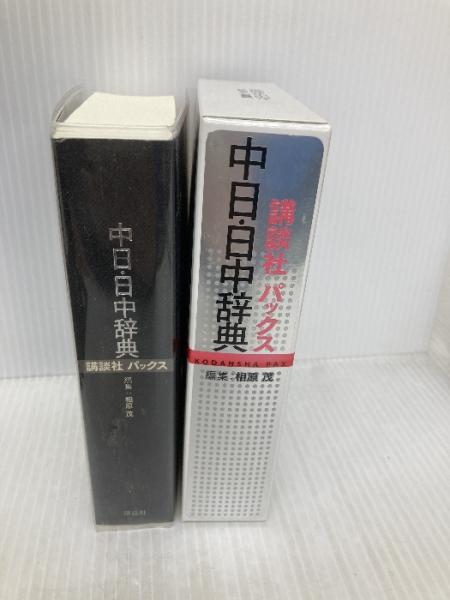 中日・日中辞典
講談社 パックス
編集 相原 茂
講談社
講談社 パックス
中日・日中辞典
KODANSHA PAX
編集 相原 茂